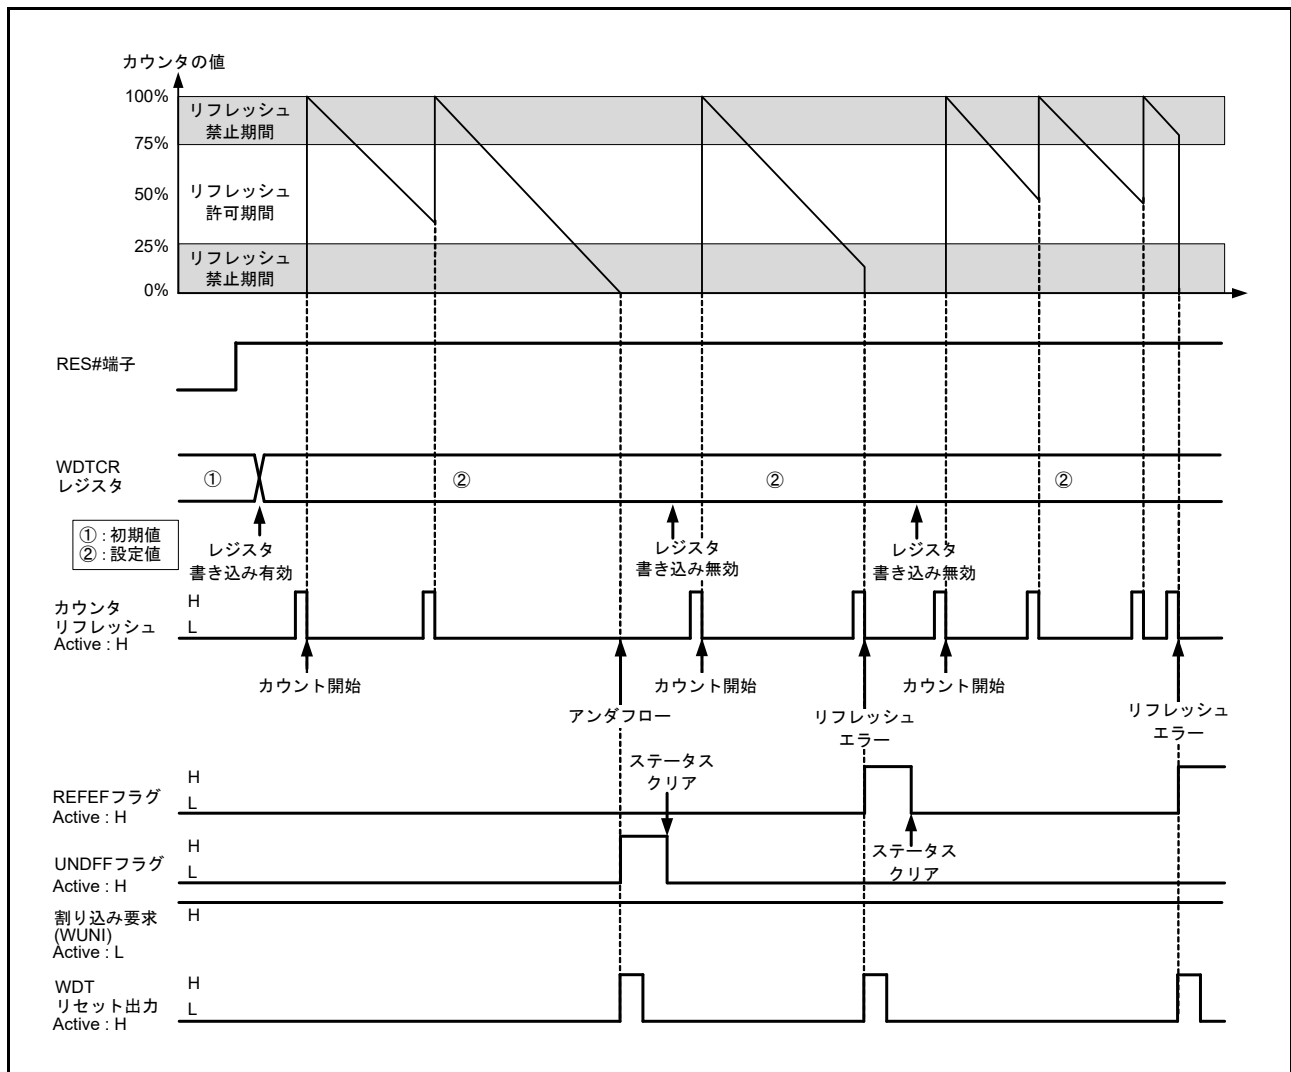 カウンタの値
100%
リフレッシュ
禁止期間
75%
50%
リフレッシュ
許可期間
25%
リフレッシュ
禁止期間
0%
RES#端子
WDTCR
レジスタ
①
②
②
②
① : 初期値
② : 設定値
レジスタ
書き込み有効
レジスタ
書き込み無効
レジスタ
書き込み無効
カウンタ
リフレッシュ
Active : H
H
L
カウント開始
カウント開始
カウント開始
アンダフロー
リフレッシュ
エラー
リフレッシュ
エラー
ステータス
クリア
REFEFフラグ
Active : H
H
L
ステータス
クリア
UNDFFフラグ
Active : H
H
L
割り込み要求
(WUNI)
Active : L
H
WDT
リセット出力
Active : H
H
L